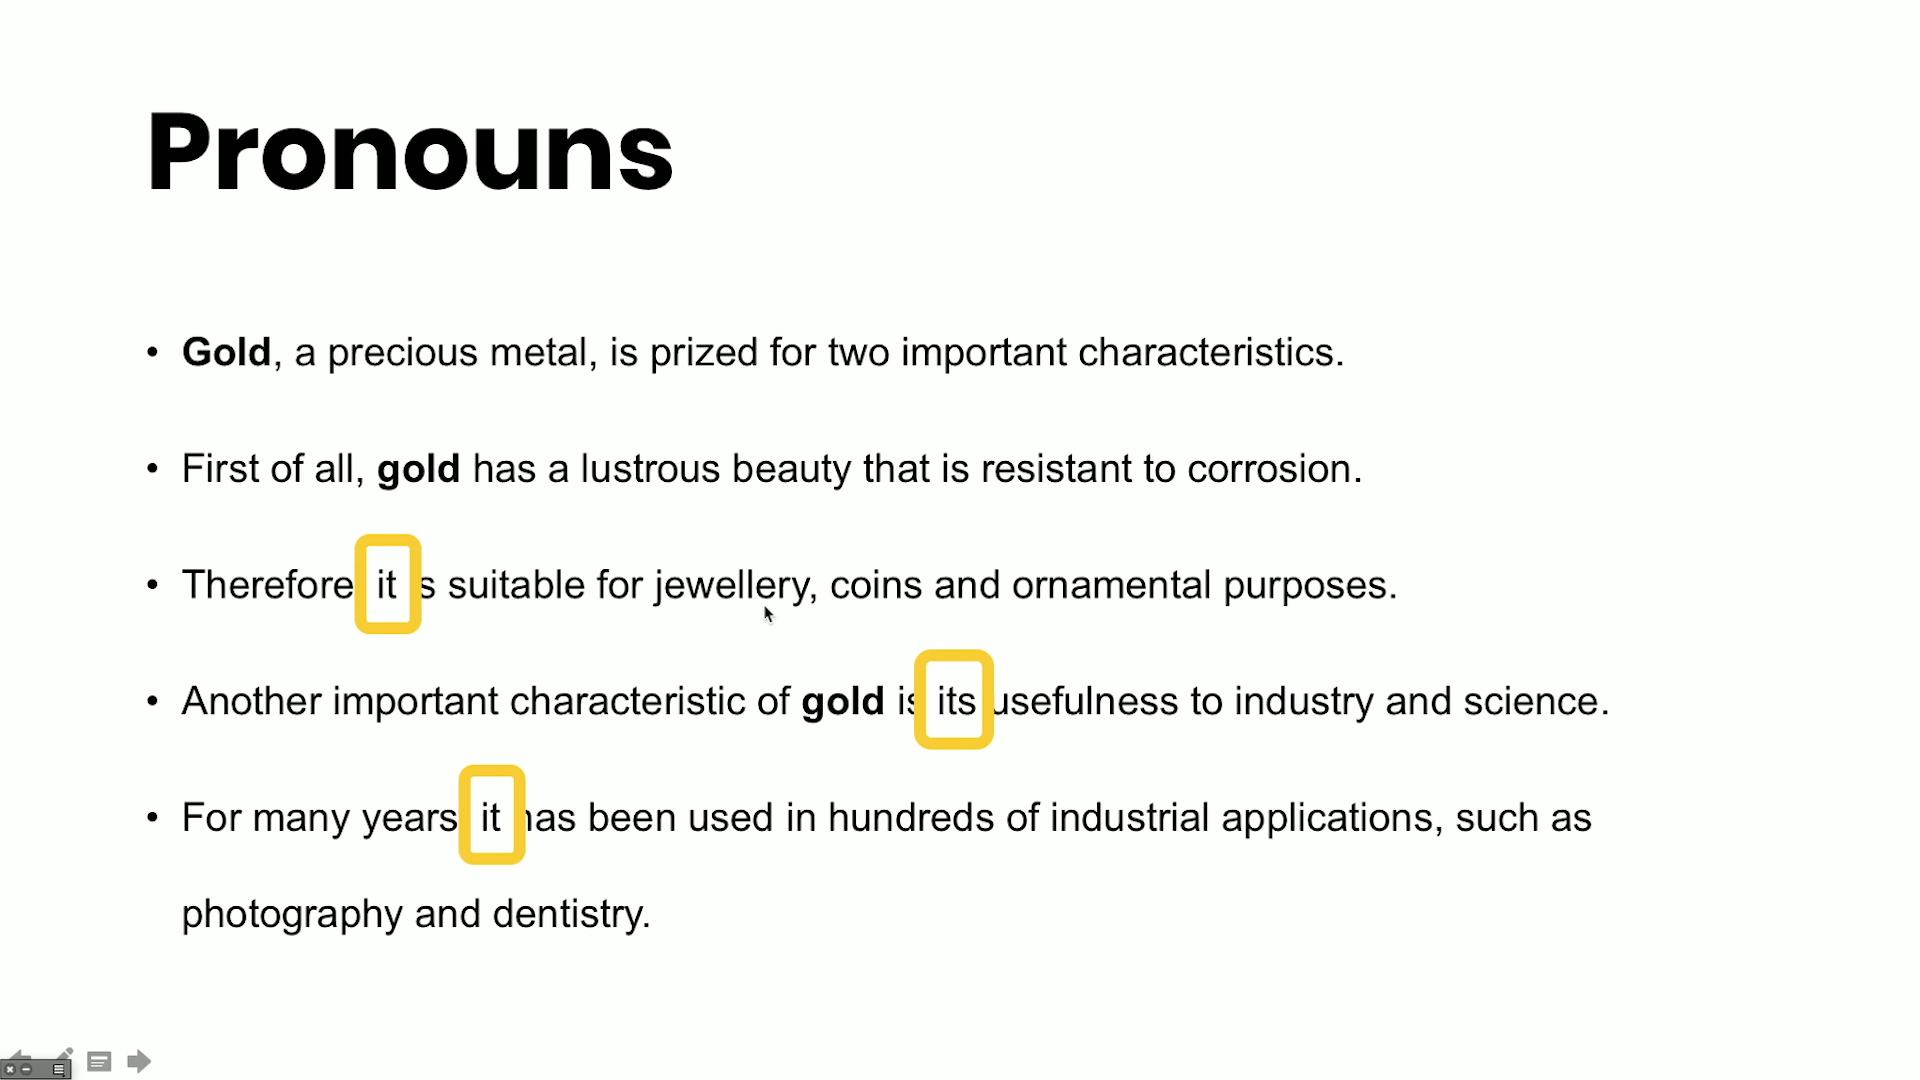 Pronouns
• Gold, a precious metal, is prized for two important characteristics.
• First of all, gold has a lustrous beauty that is resistant to corrosion.
• Therefore it is suitable for jewellery, coins and ornamental purposes.
• Another important characteristic of gold is its usefulness to industry and science.
• For many years it has been used in hundreds of industrial applications, such as
photography and dentistry.